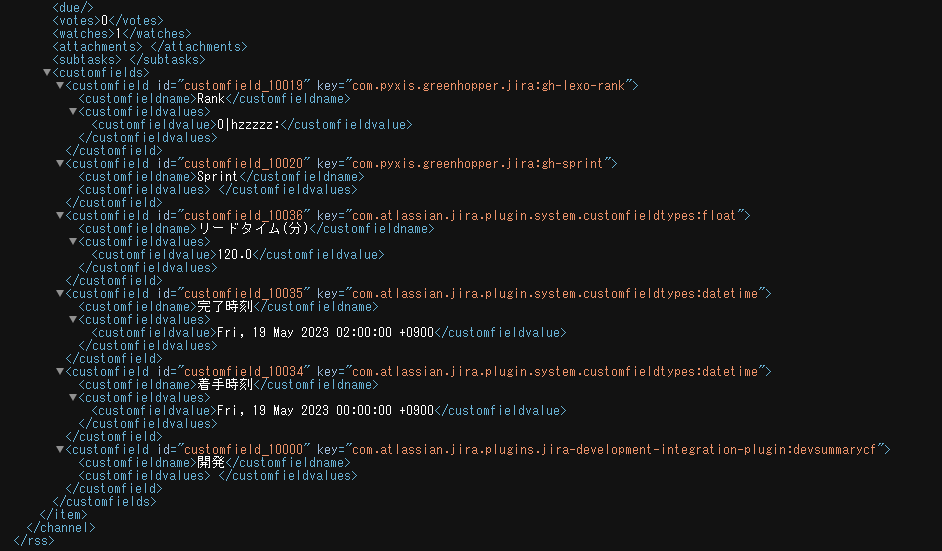 <due/>
<votes>0</votes>
<watches>1</watches>
<attachments> </attachments>
<subtasks> </subtasks>
▼<customfields>
▼<customfield id="customfield_10019" key="com.pyxis.greenhopper.jira:gh-lexo-rank">
<customfieldname>Rank</customfieldname>
▼<customfieldvalues>
<customfieldvalue>0|hzzzzz:</customfieldvalue>
</customfieldvalues>
</customfield>
▼<customfield id="customfield_10020" key="com.pyxis.greenhopper.jira:gh-sprint">
<customfieldname>Sprint</customfieldname>
<customfieldvalues> </customfieldvalues>
</customfield>
▼<customfield id="customfield_10036" key="com.atlassian.jira.plugin.system.customfieldtypes:float">
<customfieldname>リードタイム(分)</customfieldname>
▼<customfieldvalues>
<customfieldvalue>120.0</customfieldvalue>
</customfieldvalues>
</customfield>
▼<customfield id="customfield_10035" key="com.atlassian.jira.plugin.system.customfieldtypes:datetime">
<customfieldname>完了時刻</customfieldname>
▼<customfieldvalues>
<customfieldvalue>Fri, 19 May 2023 02:00:00 +0900</customfieldvalue>
</customfieldvalues>
</customfield>
▼<customfield id="customfield_10034" key="com.atlassian.jira.plugin.system.customfieldtypes:datetime">
<customfieldname>着手時刻</customfieldname>
▼<customfieldvalues>
<customfieldvalue>Fri, 19 May 2023 00:00:00 +0900</customfieldvalue>
</customfieldvalues>
</customfield>
▼<customfield id="customfield_10000" key="com.atlassian.jira.plugins.jira-development-integration-plugin:devsummarycf">
<customfieldname>開発</customfieldname>
<customfieldvalues> </customfieldvalues>
</customfield>
</customfields>
</item>
</channel>
</rss>